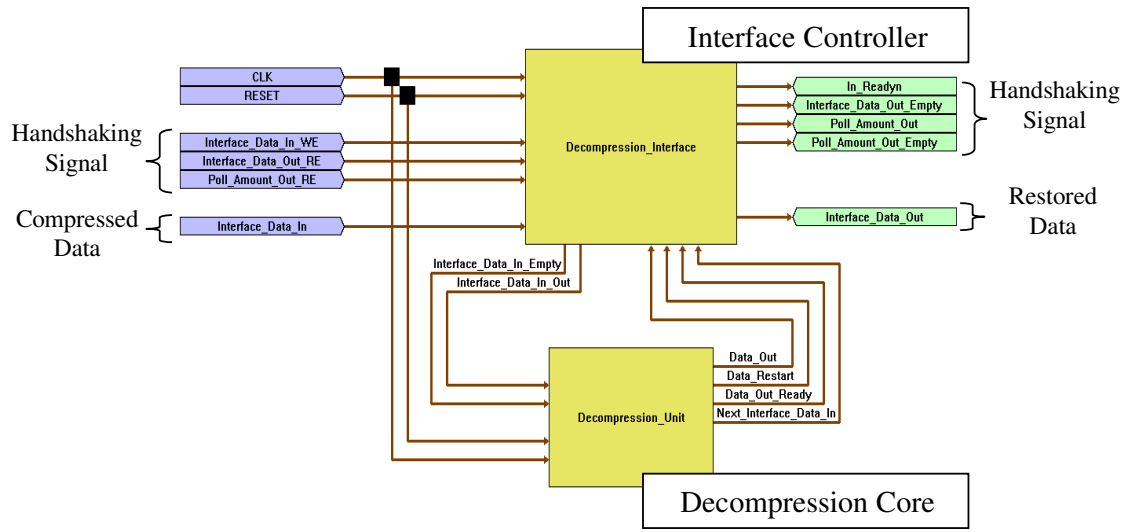 Interface Controller
CLK
RESET
Handshaking
Signal
Interface_Data_In_WE
Interface_Data_Out_RE
Poll_Amount_Out_RE
Compressed
Data
Interface_Data_In
Decompression_Interface
In_Readyn
Interface_Data_Out_Empty
Poll_Amount_Out
Poll_Amount_Out_Empty
Handshaking
Signal
Interface_Data_Out
Restored
Data
Interface_Data_In_Empty
Interface_Data_In_Out
Data_Out
Data_Restart
Data_Out_Ready
Next_Interface_Data_In
Decompression_Unit
Decompression Core